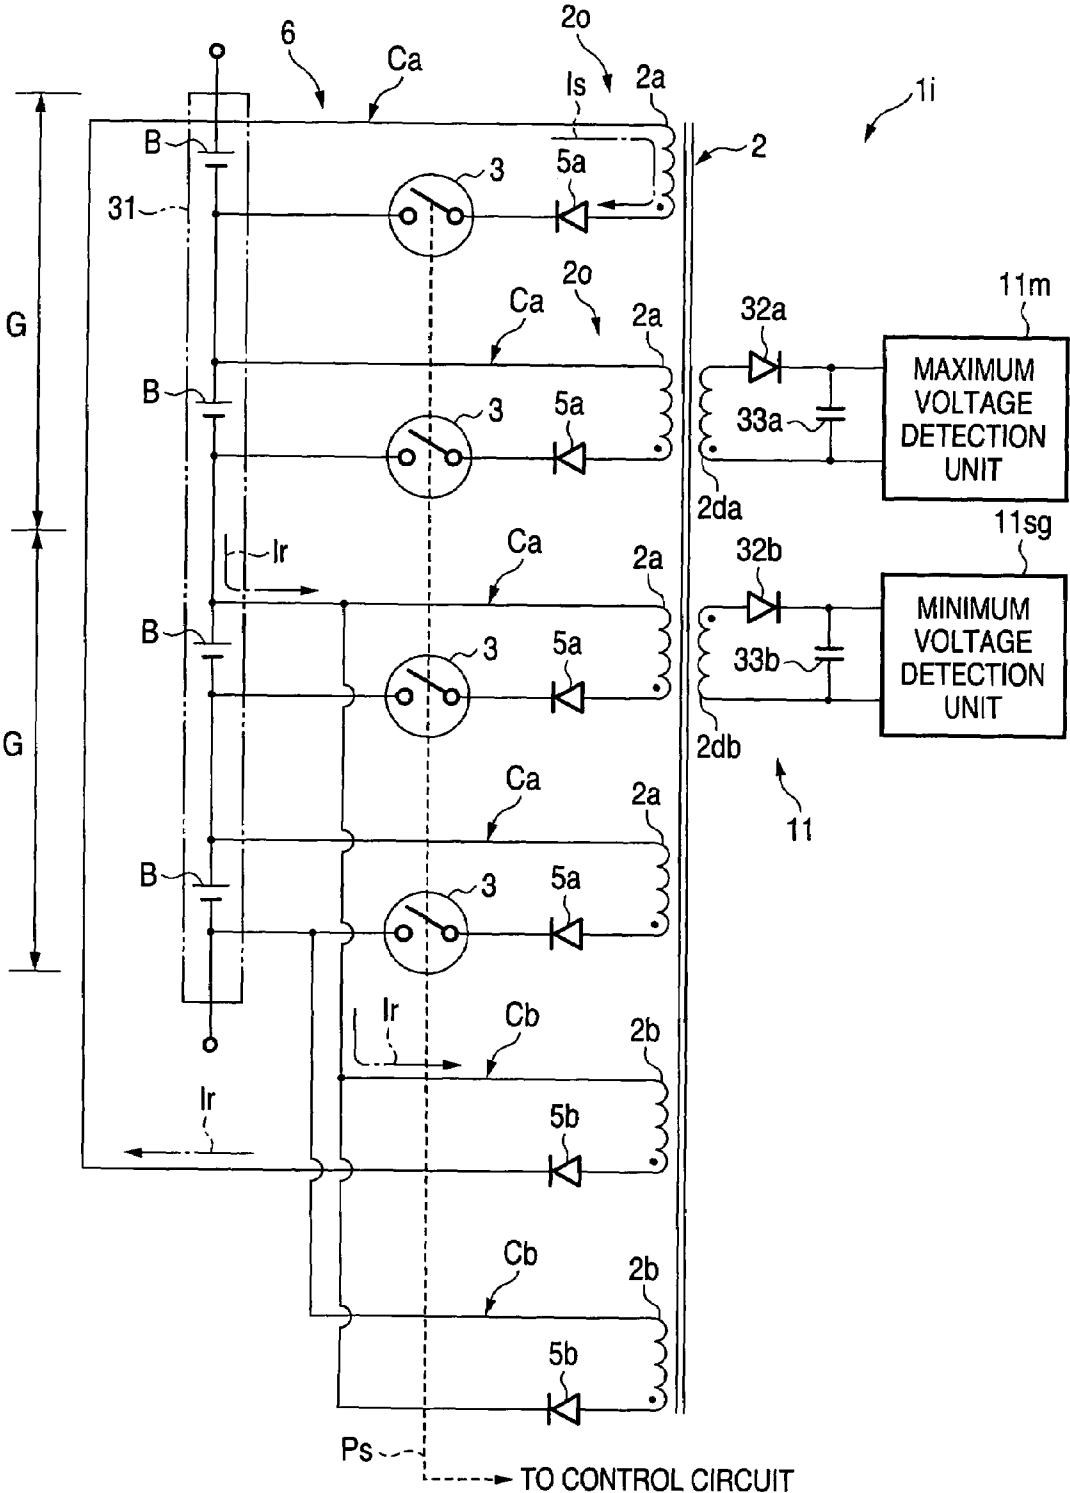 6
Ca
2o
2a
1i
Is
B
3
5a
2
31
G
Ca
2o
2a
32a
11m
B
3
5a
33a
MAXIMUM
VOLTAGE
DETECTION
UNIT
2da
Ir
Ca
2a
32b
11sg
B
3
5a
33b
MINIMUM
VOLTAGE
DETECTION
UNIT
G
2db
Ca
2a
11
B
3
5a
Ir
Cb
2b
Ir
5b
Cb
2b
5b
Ps
TO CONTROL CIRCUIT